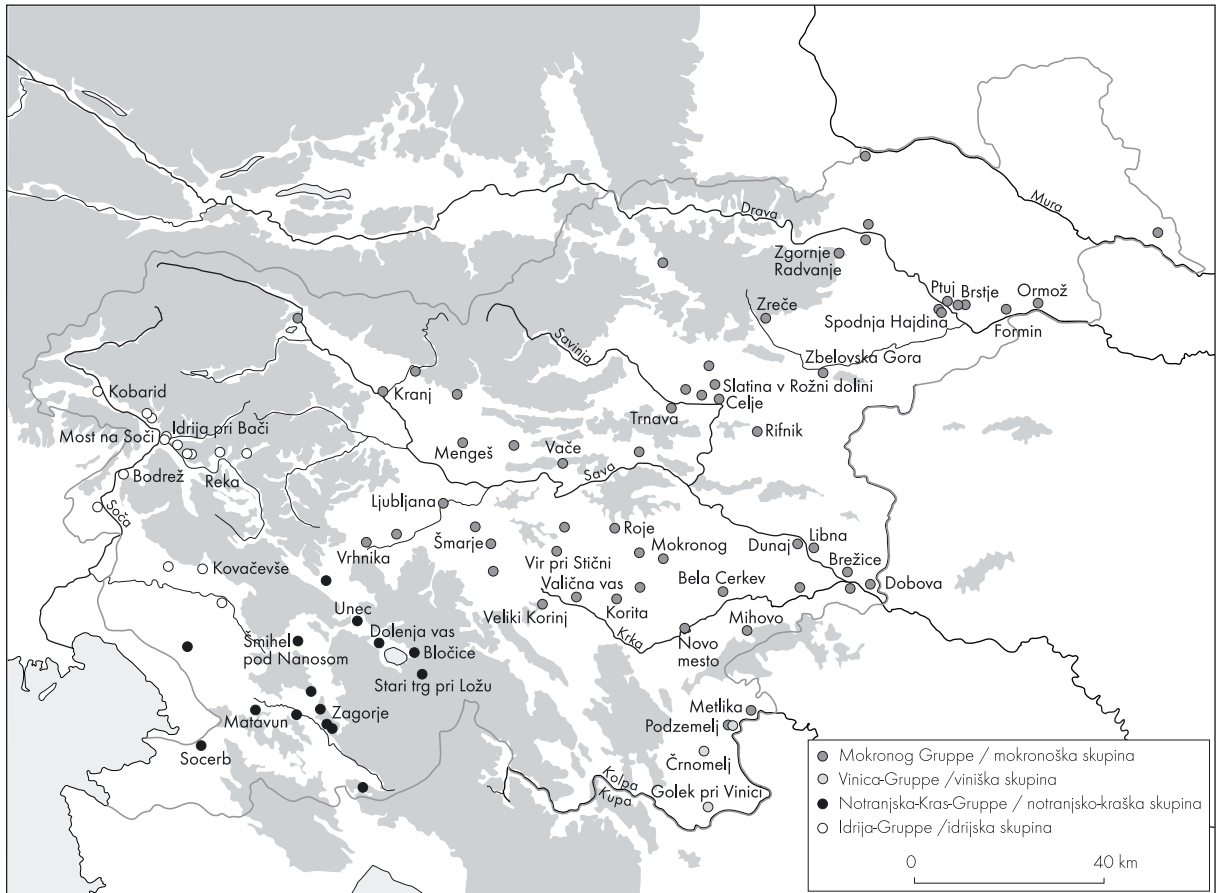 Drava
Mura
Zgornje
Radvanje
Ptuj
Brstje
Ormož
Zreče
Spodnja Hajdina
Formin
Savinja
Zbelovska Gora
Kobarid
Kranj
Slatina v Rožni dolini
Celje
Trnava
Idrija pri Bači
Most na Soči
Rifnik
Mengeš
Vače
Reka
Sava
Bodrež
Ljubljana
Soča
Roje
Libna
Šmarje
Dunaj
Vrhnika
Mokronog
Vir pri Stični
Brežice
Kovačevše
Valična vas
Bela Cerkev
Dobova
Unec
Veliki Korinj
Korita
Mihovo
Krka
Dolenja vas
Šmihel
pod Nanosom
Novo
mesto
Bločice
Stari trg pri Ložu
Metlika
Matavun
Zagorje
Podzemelj
Socerb
Črnomelj
Kolpa
Kupa
Golek pri Vinici
Mokronog Gruppe / mokronoška skupina
Vinica-Gruppe /viniška skupina
Notranjska-Kras-Gruppe / notranjsko-kraška skupina
Idrija-Gruppe /idrijska skupina
0 40 km